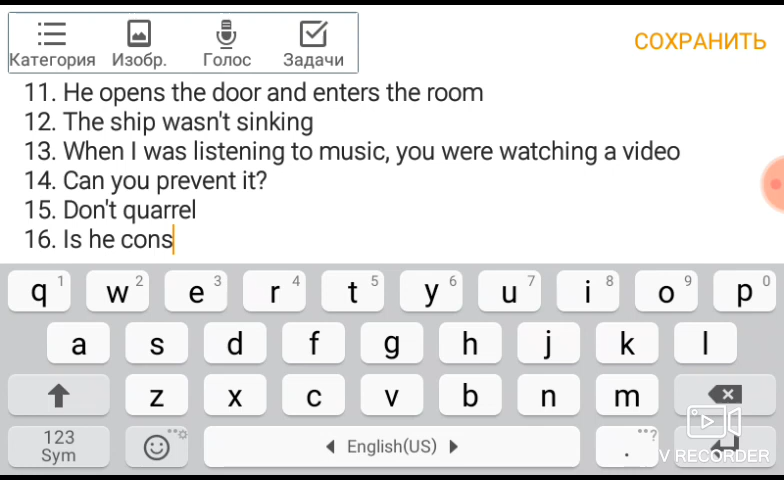 СОХРАНИТЬ
Категория Изобр. Голос Задачи
11. He opens the door and enters the room
12. The ship wasn't sinking
13. When I was listening to music, you were watching a video
14. Can you prevent it?
15. Don't quarrel
16. Is he cons
q 1 w 2 e 3 r 4 t 5 y 6 u 7 i 8 o 9 p 0
a s d f g h j k l
z x c v b n m
123 Sym English(US) .
V RECORDER